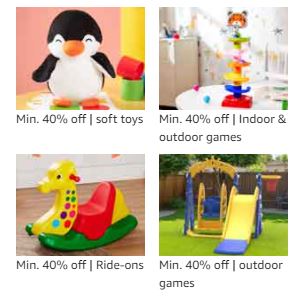 Min. 40% off | soft toys
Min. 40% off | Indoor &
outdoor games
Min. 40% off | Ride-ons
Min. 40% off | outdoor
games